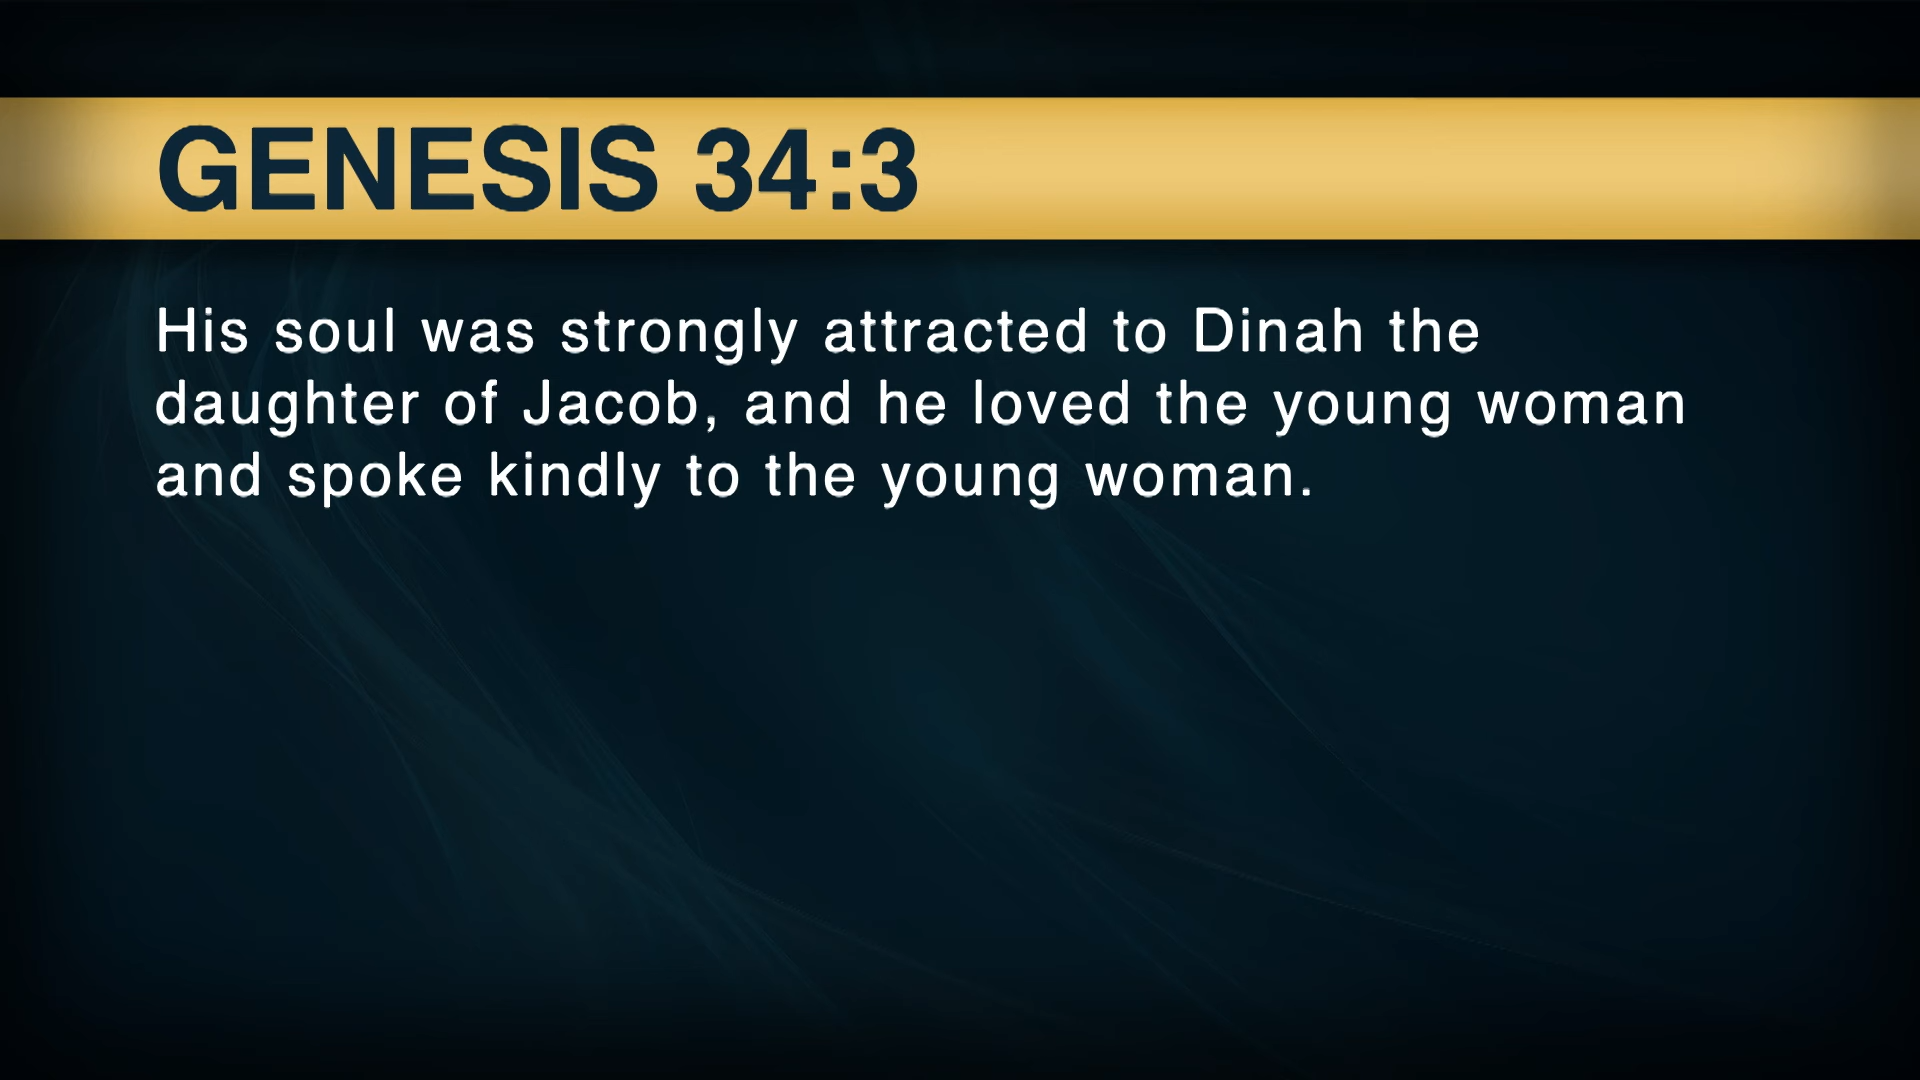 GENESIS 34:3
His soul was strongly attracted to Dinah the
daughter of Jacob, and he loved the young woman
and spoke kindly to the young woman.